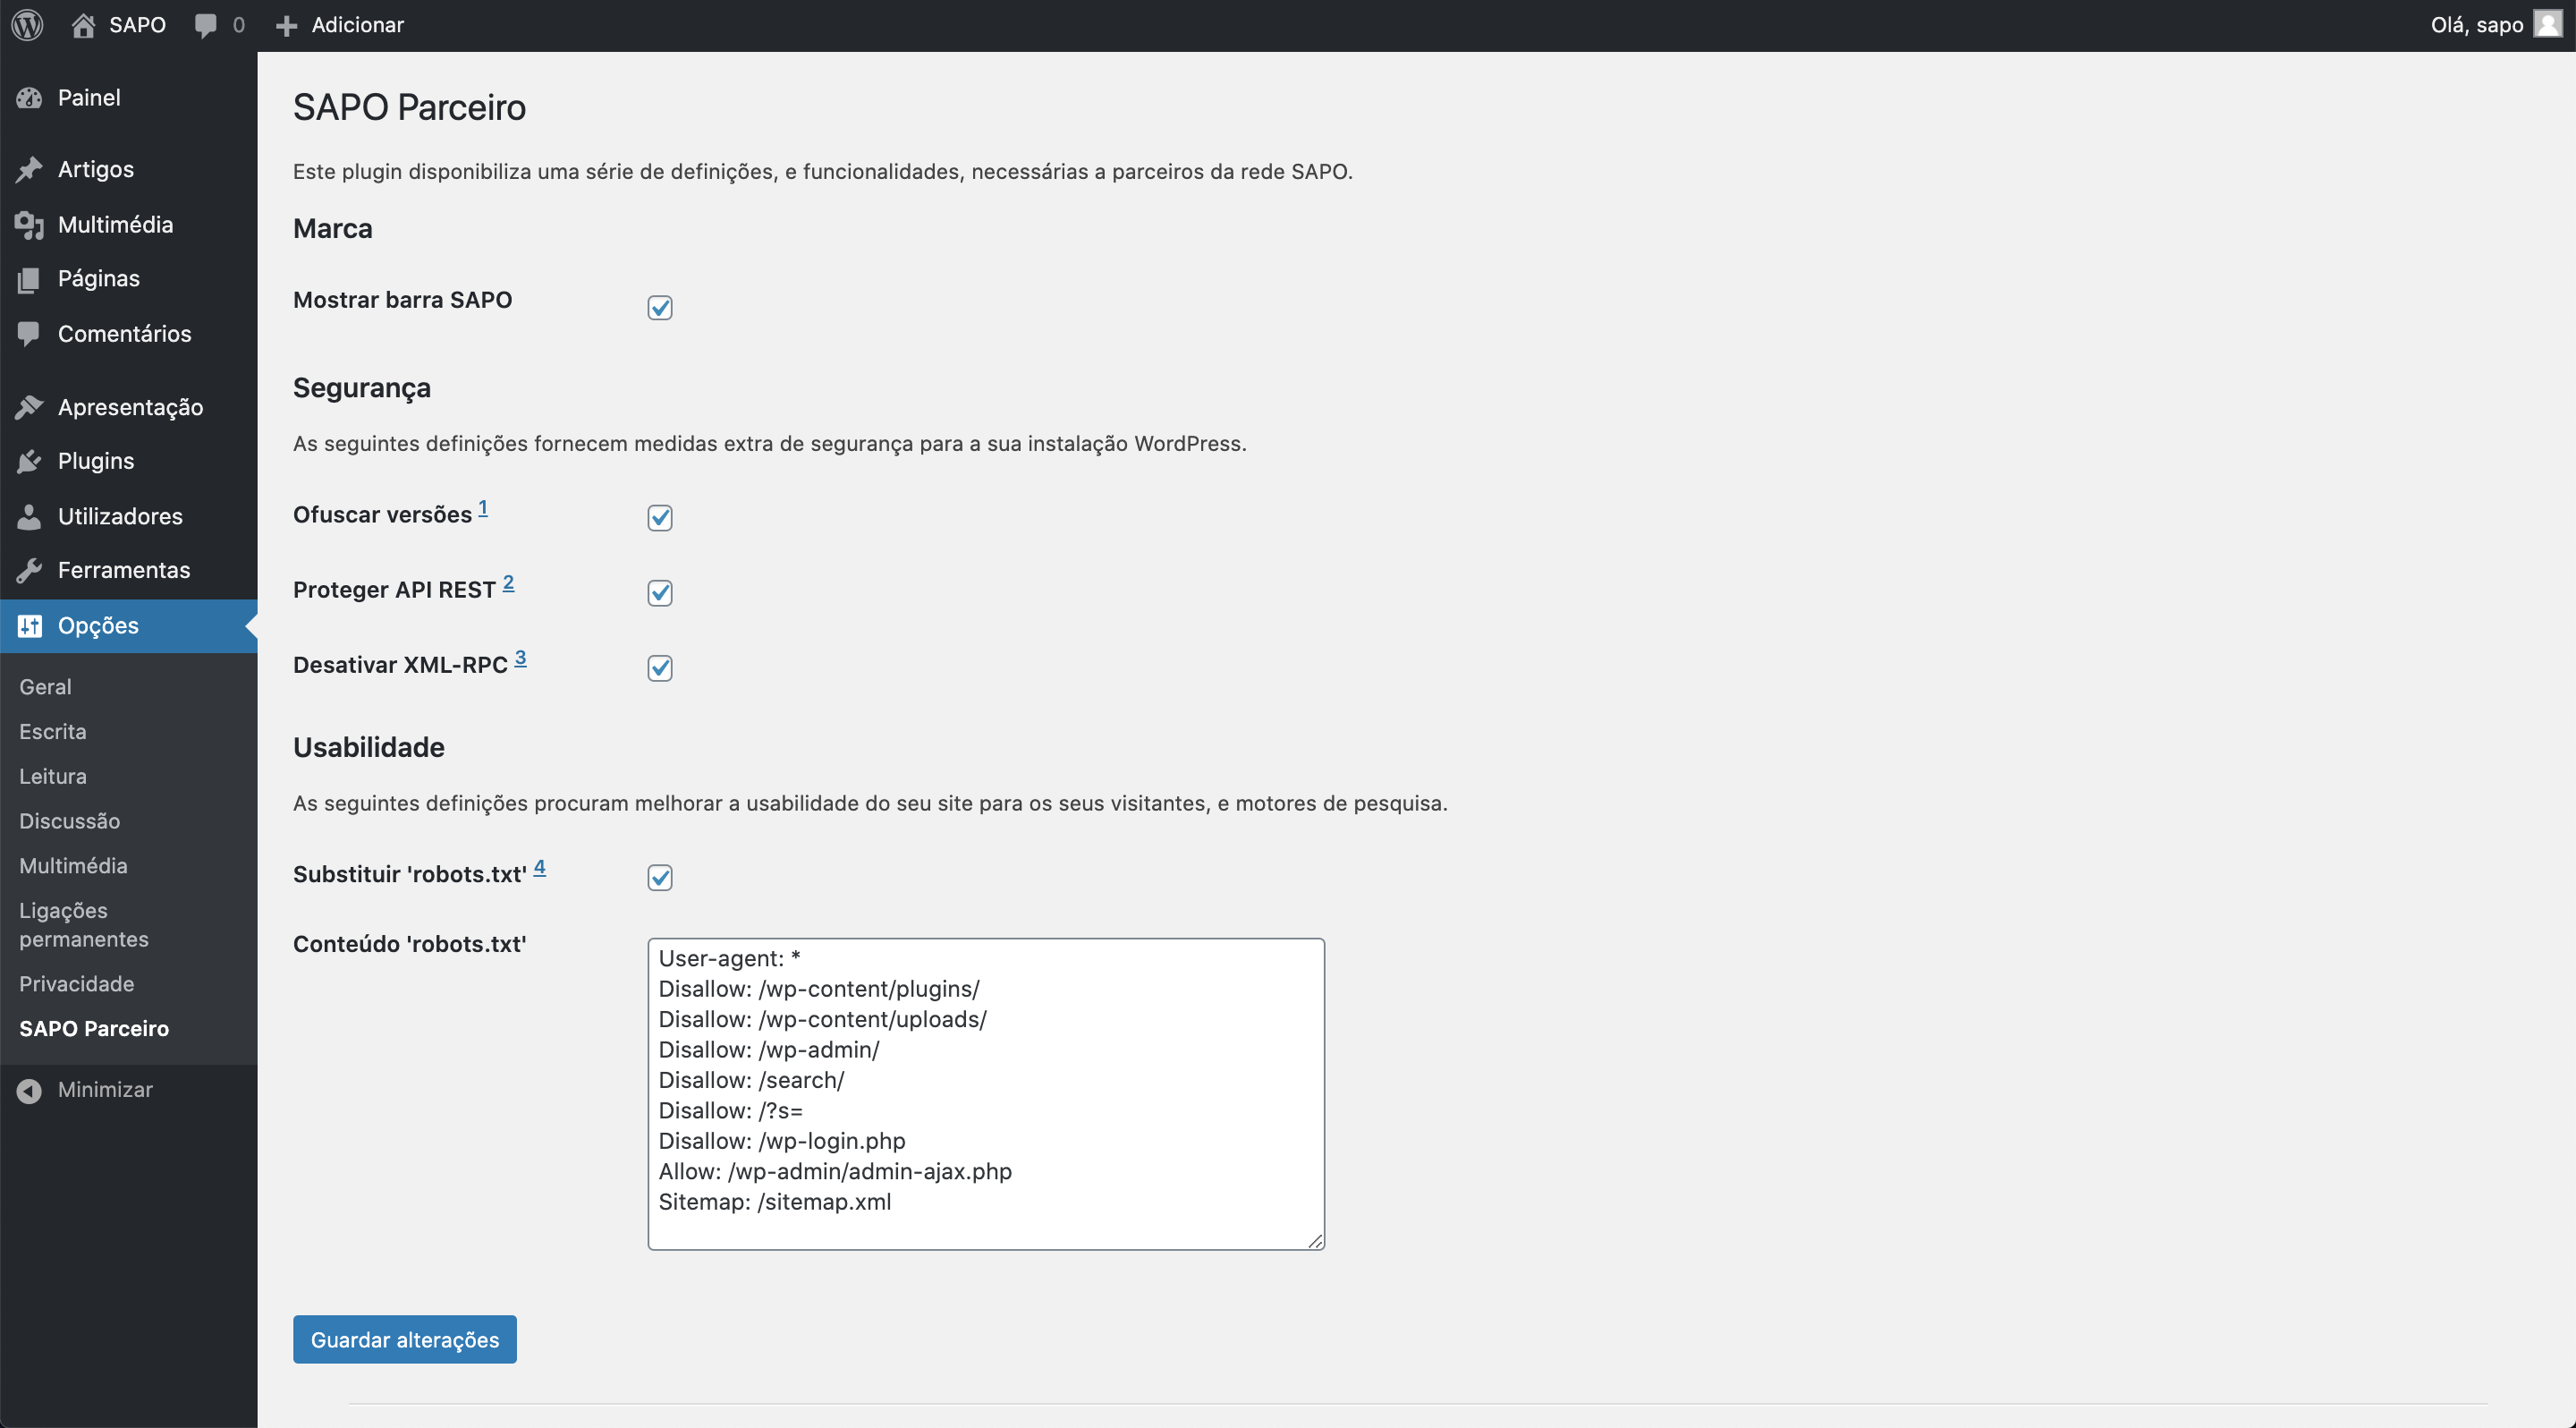 SAPO 0 Adicionar Olá, sapo
Painel
Artigos
Multimédia
Páginas
Comentários
Apresentação
Plugins
Utilizadores
Ferramentas
Opções
Geral
Escrita
Leitura
Discussão
Multimédia
Ligações
permanentes
Privacidade
SAPO Parceiro
Minimizar
SAPO Parceiro
Este plugin disponibiliza uma série de definições, e funcionalidades, necessárias a parceiros da rede SAPO.
Marca
Mostrar barra SAPO
Segurança
As seguintes definições fornecem medidas extra de segurança para a sua instalação WordPress.
Ofuscar versões 1
Proteger API REST 2
Desativar XML-RPC 3
Usabilidade
As seguintes definições procuram melhorar a usabilidade do seu site para os seus visitantes, e motores de pesquisa.
Substituir 'robots.txt' 4
Conteúdo 'robots.txt'
User-agent: *
Disallow: /wp-content/plugins/
Disallow: /wp-content/uploads/
Disallow: /wp-admin/
Disallow: /search/
Disallow: /?s=
Disallow: /wp-login.php
Allow: /wp-admin/admin-ajax.php
Sitemap: /sitemap.xml
Guardar alterações